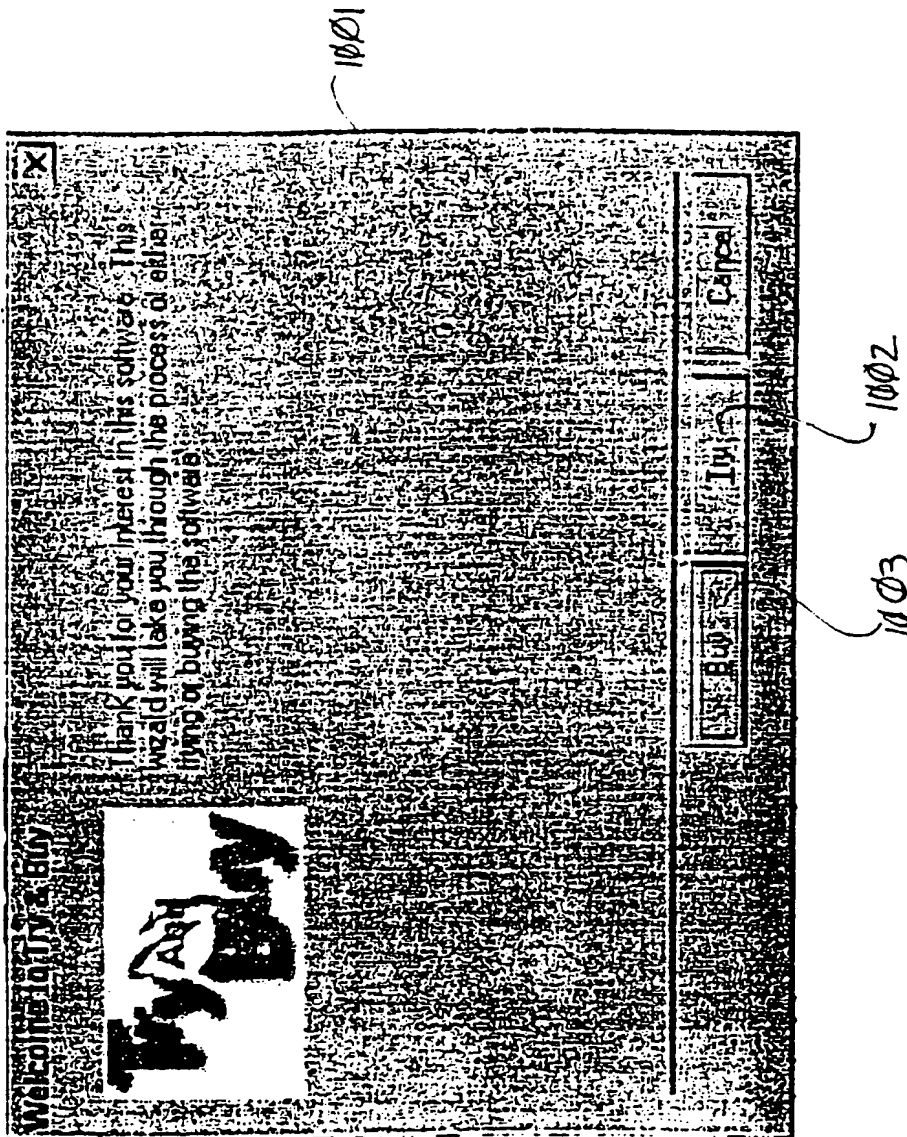 Welcome to Try & Buy
X
Try And Buy
Thank you for your interest in this software. This
wizard will take you through the process of either
trying or buying the software
Buy
Try
Cancel
1001
1002
1003